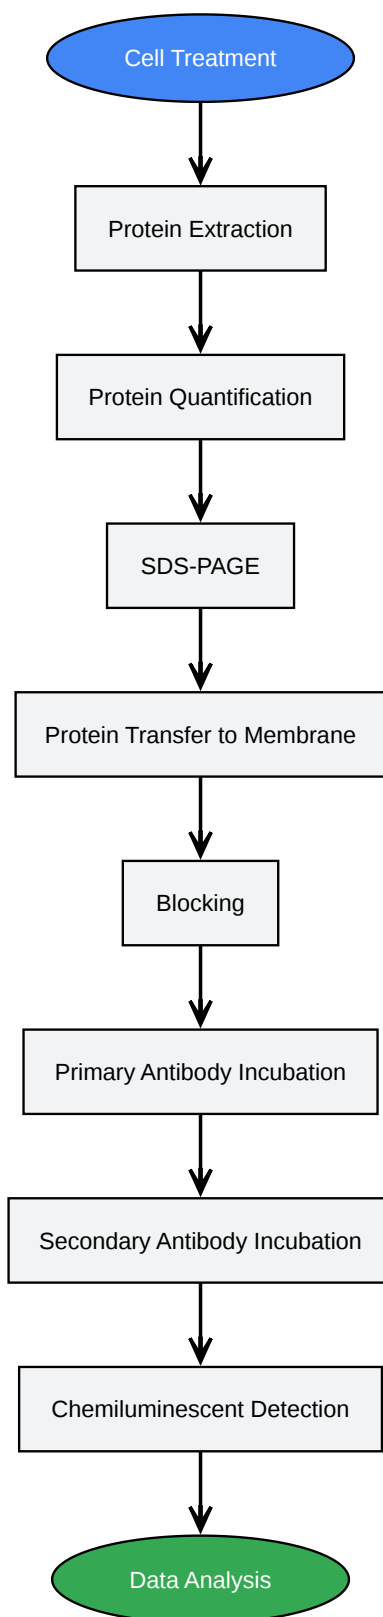 Cell Treatment
Protein Extraction
Protein Quantification
SDS-PAGE
Protein Transfer to Membrane
Blocking
Primary Antibody Incubation
Secondary Antibody Incubation
Chemiluminescent Detection
Data Analysis